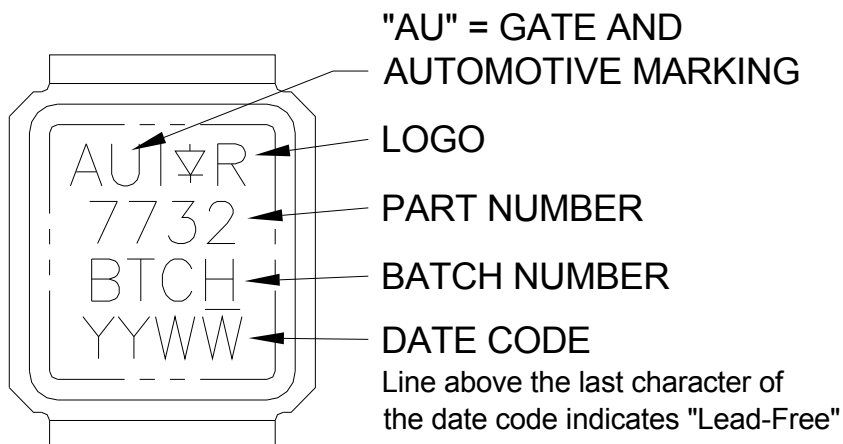 "AU" = GATE AND
AUTOMOTIVE MARKING
AUI R
LOGO
7732
PART NUMBER
BTCH
BATCH NUMBER
YYWW̅
DATE CODE
Line above the last character of
the date code indicates "Lead-Free"